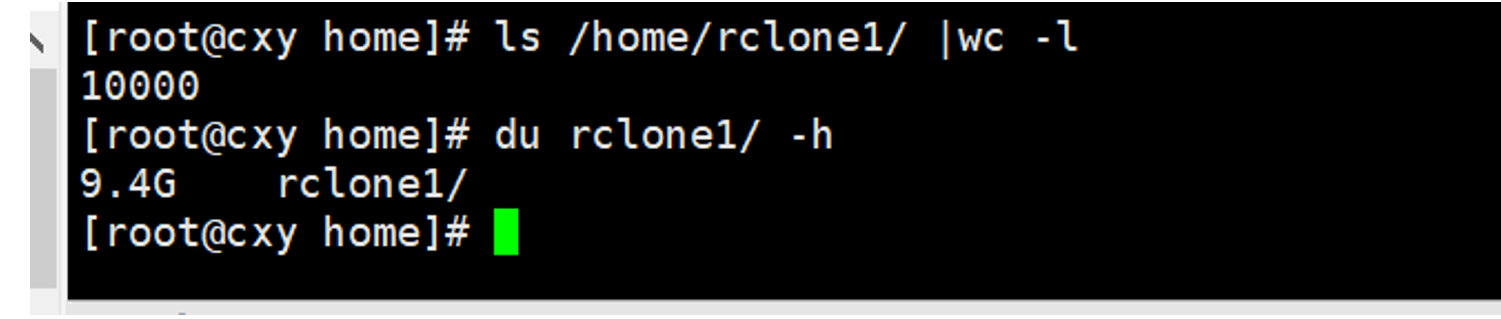 [root@cxy home]# ls /home/rclone1/ |wc -l
10000
[root@cxy home]# du rclone1/ -h
9.4G    rclone1/
[root@cxy home]#